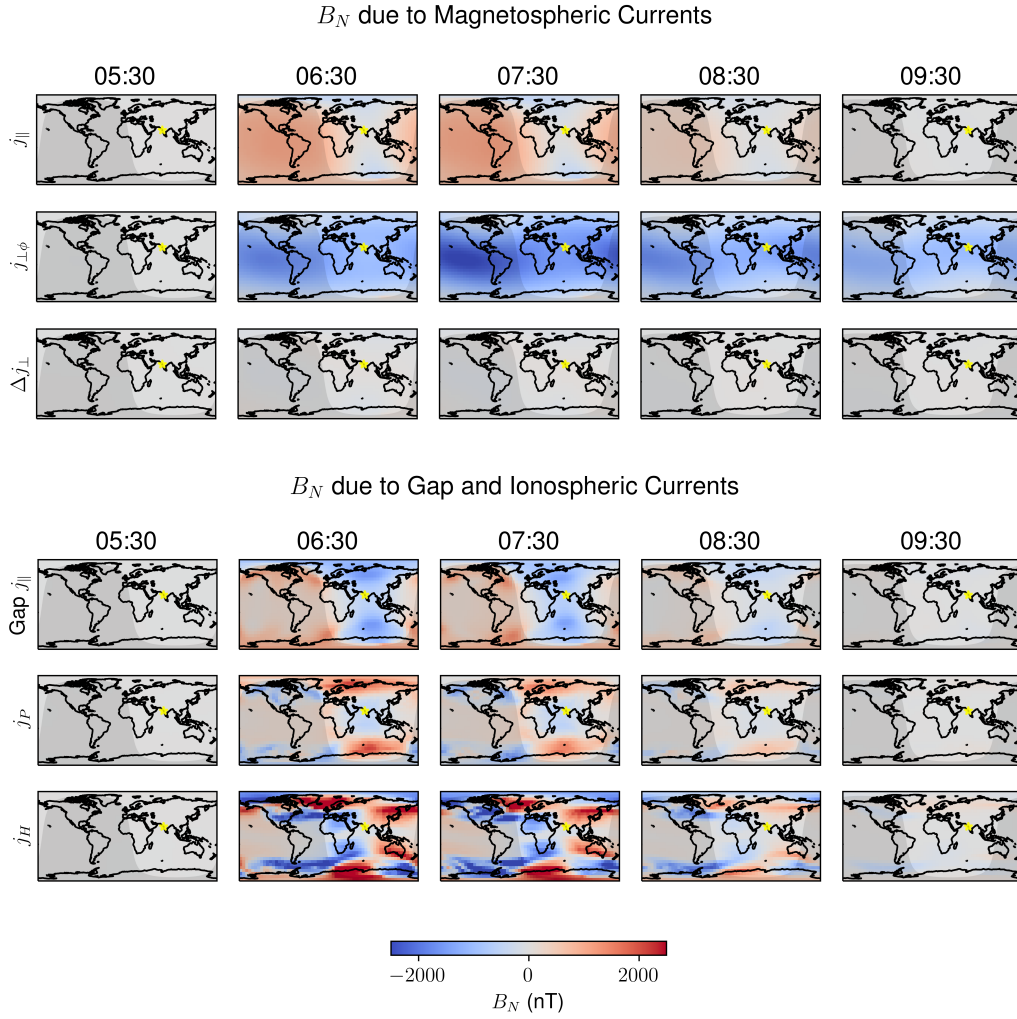 B_N due to Magnetospheric Currents
05:30 06:30 07:30 08:30 09:30
j_∥
j_⊥ϕ
Δj_⊥
B_N due to Gap and Ionospheric Currents
05:30 06:30 07:30 08:30 09:30
Gap j_∥
j_P
j_H
−2000 0 2000
B_N (nT)